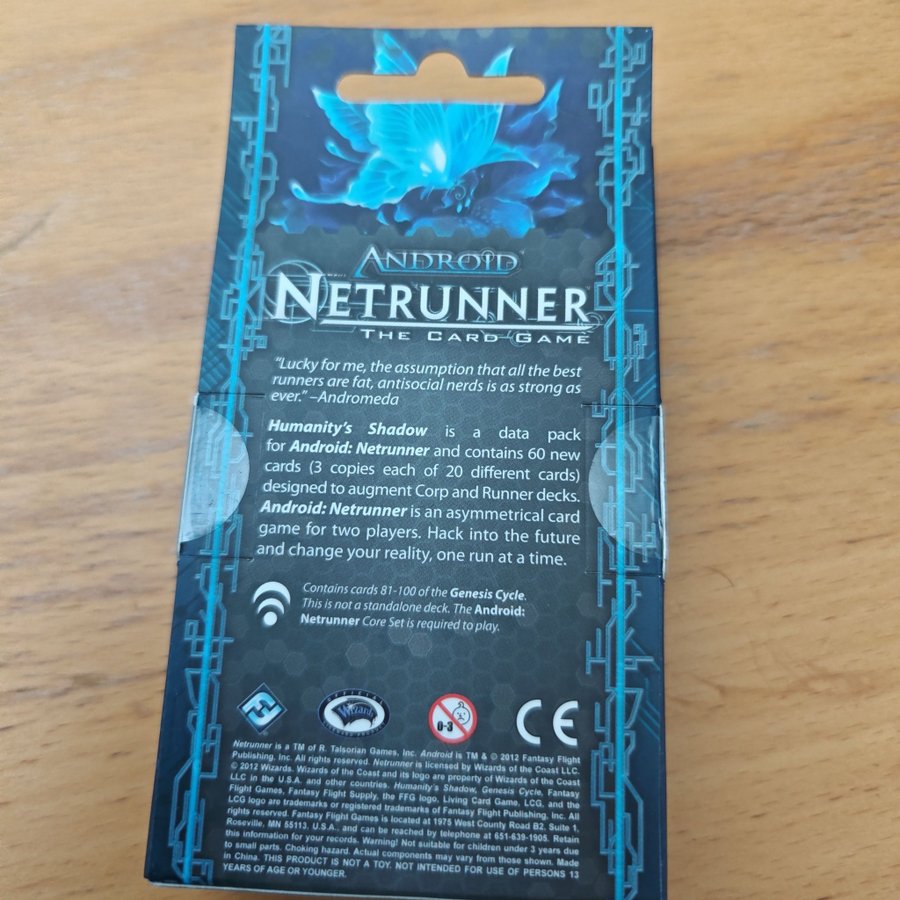 ANDROID
NETRUNNER
THE CARD GAME
"Lucky for me, the assumption that all the best
runners are fat, antisocial nerds is as strong as
ever." –Andromeda
Humanity's Shadow is a data pack
for Android: Netrunner and contains 60 new
cards (3 copies each of 20 different cards)
designed to augment Corp and Runner decks.
Android: Netrunner is an asymmetrical card
game for two players. Hack into the future
and change your reality, one run at a time.
Contains cards 81-100 of the Genesis Cycle.
This is not a standalone deck. The Android:
Netrunner Core Set is required to play.
OFFICIAL
Wizards
0-3
CE
Netrunner is a TM of R. Talsorian Games, Inc. Android is TM & © 2012 Fantasy Flight
Publishing, Inc. All rights reserved. Netrunner is licensed by Wizards of the Coast LLC.
© 2012 Wizards. Wizards of the Coast and its logo are property of Wizards of the Coast
LLC in the U.S.A. and other countries. Humanity's Shadow, Genesis Cycle, Fantasy
Flight Games, Fantasy Flight Supply, the FFG logo, Living Card Game, LCG, and the
LCG logo are trademarks or registered trademarks of Fantasy Flight Publishing, Inc. All
rights reserved. Fantasy Flight Games is located at 1975 West County Road B2, Suite 1,
Roseville, MN 55113, U.S.A., and can be reached by telephone at 651-639-1905. Retain
this information for your records. Warning! Not suitable for children under 3 years due
to small parts. Choking hazard. Actual components may vary from those shown. Made
in China. THIS PRODUCT IS NOT A TOY. NOT INTENDED FOR USE OF PERSONS 13
YEARS OF AGE OR YOUNGER.